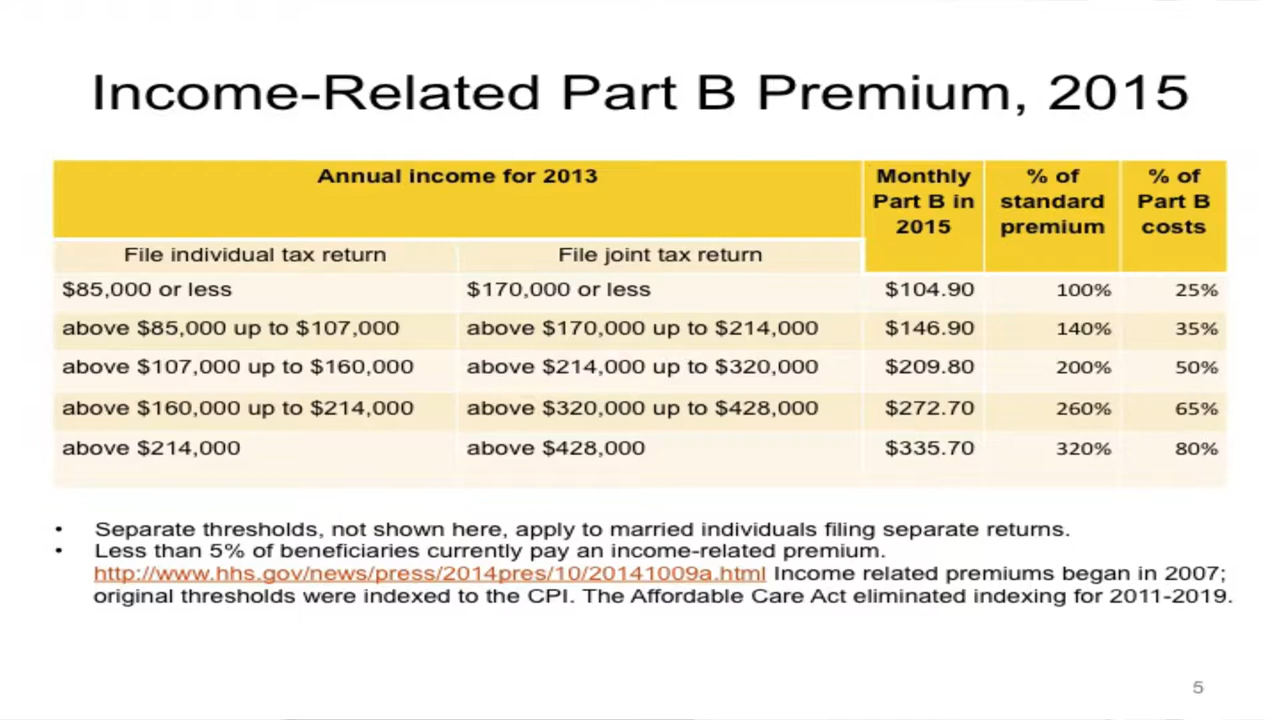 Income-Related Part B Premium, 2015
Annual income for 2013 Monthly Part B in 2015 % of standard premium % of Part B costs
File individual tax return File joint tax return
$85,000 or less $170,000 or less $104.90 100% 25%
above $85,000 up to $107,000 above $170,000 up to $214,000 $146.90 140% 35%
above $107,000 up to $160,000 above $214,000 up to $320,000 $209.80 200% 50%
above $160,000 up to $214,000 above $320,000 up to $428,000 $272.70 260% 65%
above $214,000 above $428,000 $335.70 320% 80%
• Separate thresholds, not shown here, apply to married individuals filing separate returns.
• Less than 5% of beneficiaries currently pay an income-related premium.
http://www.hhs.gov/news/press/2014pres/10/20141009a.html Income related premiums began in 2007;
original thresholds were indexed to the CPI. The Affordable Care Act eliminated indexing for 2011-2019.
5